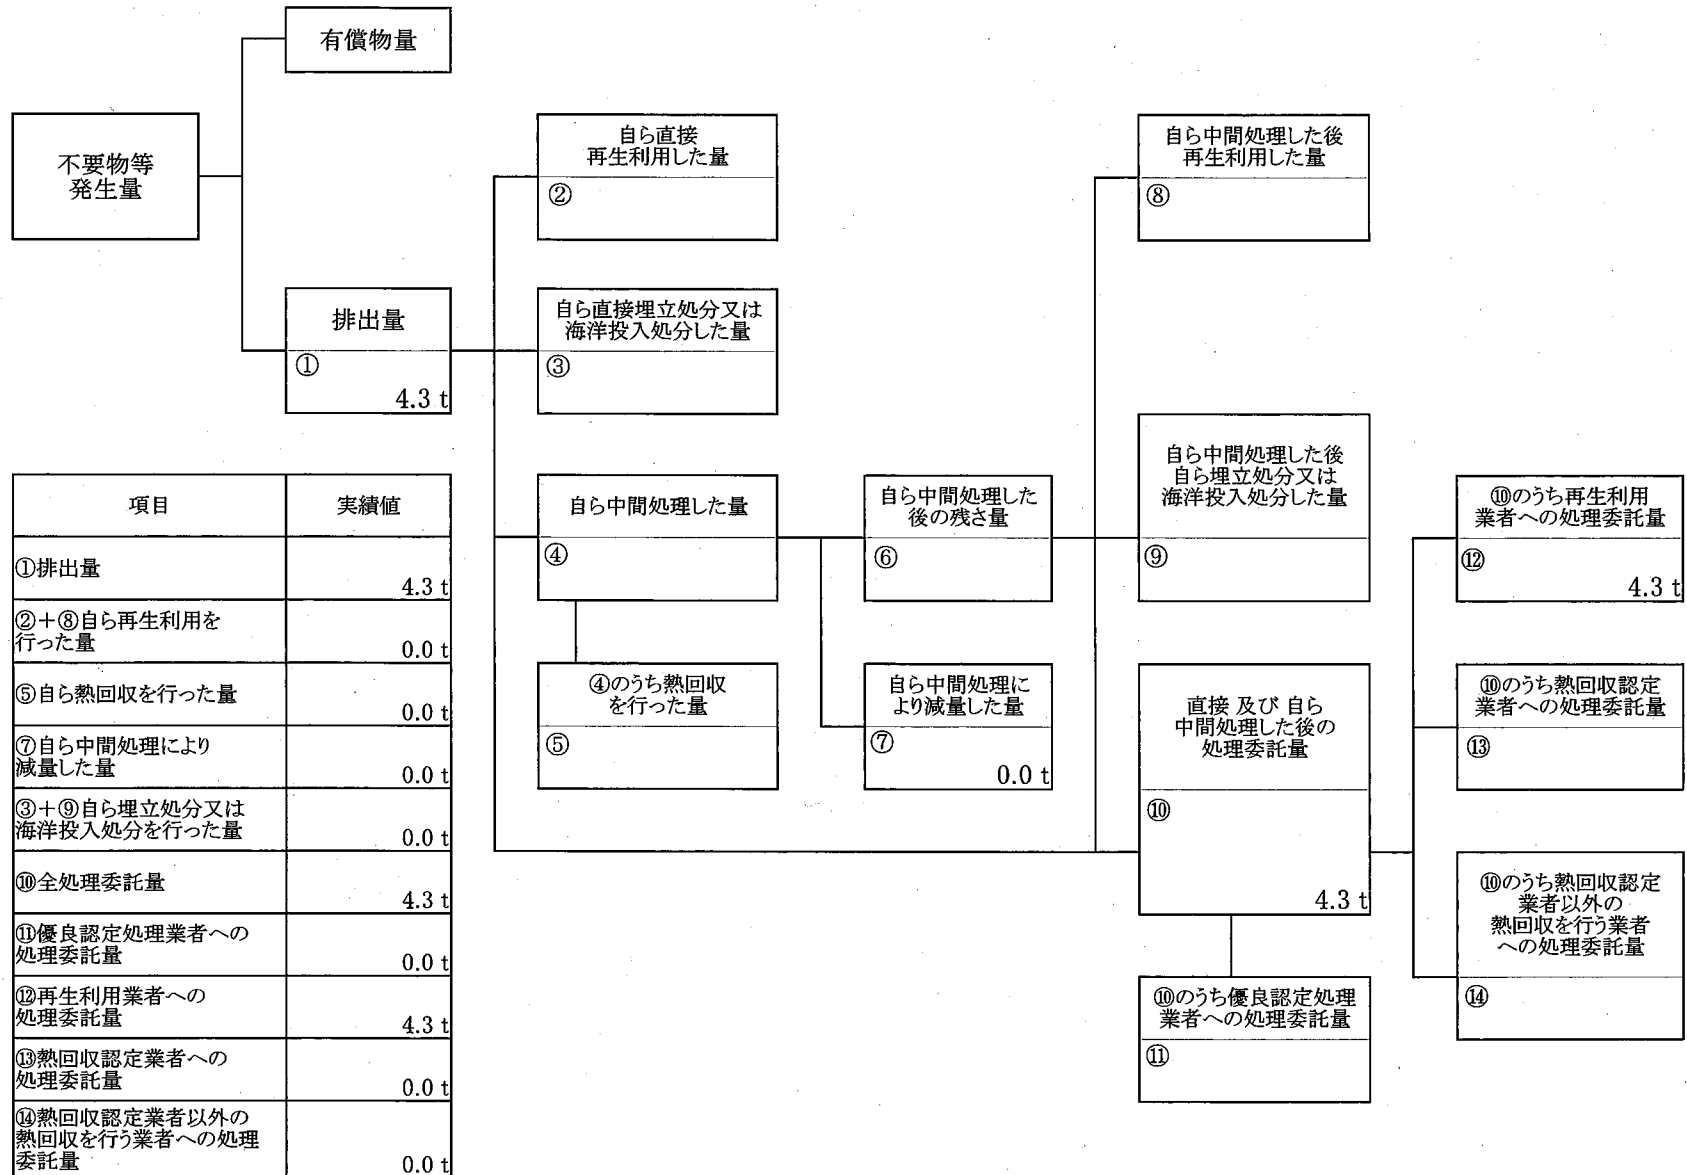 有償物量
不要物等
発生量
排出量
①
4.3 t
自ら直接
再生利用した量
②
自ら直接埋立処分又は
海洋投入処分した量
③
自ら中間処理した量
④
④のうち熱回収
を行った量
⑤
自ら中間処理した
後の残さ量
⑥
自ら中間処理に
より減量した量
⑦
0.0 t
自ら中間処理した後
再生利用した量
⑧
自ら中間処理した後
自ら埋立処分又は
海洋投入処分した量
⑨
直接 及び 自ら
中間処理した後の
処理委託量
⑩
4.3 t
⑩のうち優良認定処理
業者への処理委託量
⑪
⑩のうち再生利用
業者への処理委託量
⑫
4.3 t
⑩のうち熱回収認定
業者への処理委託量
⑬
⑩のうち熱回収認定
業者以外の
熱回収を行う業者
への処理委託量
⑭
項目 実績値
①排出量
4.3 t
②+⑧自ら再生利用を
行った量
0.0 t
⑤自ら熱回収を行った量
0.0 t
⑦自ら中間処理により
減量した量
0.0 t
③+⑨自ら埋立処分又は
海洋投入処分を行った量
0.0 t
⑩全処理委託量
4.3 t
⑪優良認定処理業者への
処理委託量
0.0 t
⑫再生利用業者への
処理委託量
4.3 t
⑬熱回収認定業者への
処理委託量
0.0 t
⑭熱回収認定業者以外の
熱回収を行う業者への処理
委託量
0.0 t